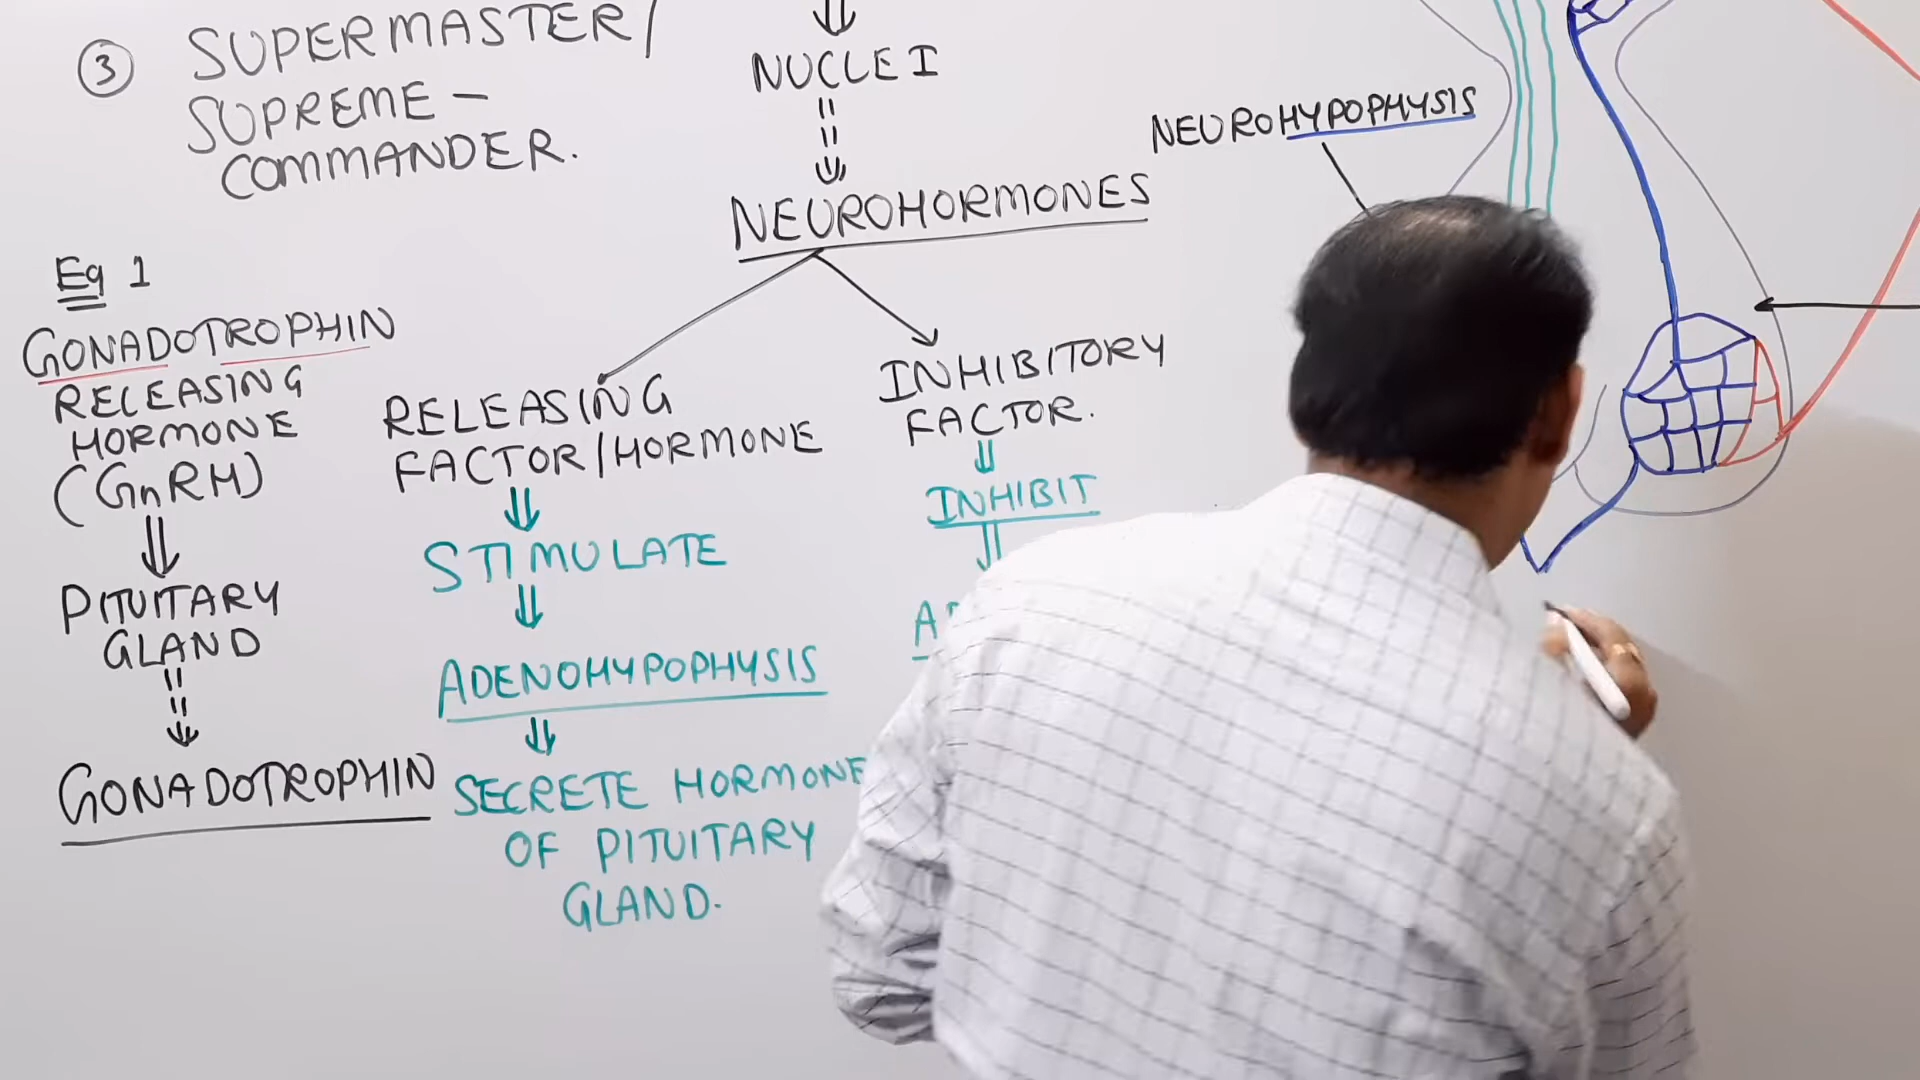 ③ SUPERMASTER/
SUPREME -
COMMANDER.
NUCLEI
NEUROHORMONES
NEUROHYPOPHYSIS
Eg 1
GONADOTROPHIN
RELEASING
HORMONE
(GnRH)
PITUITARY
GLAND
GONADOTROPHIN
RELEASING
FACTOR/HORMONE
STIMULATE
ADENOHYPOPHYSIS
SECRETE HORMONE
OF PITUITARY
GLAND.
INHIBITORY
FACTOR.
INHIBIT